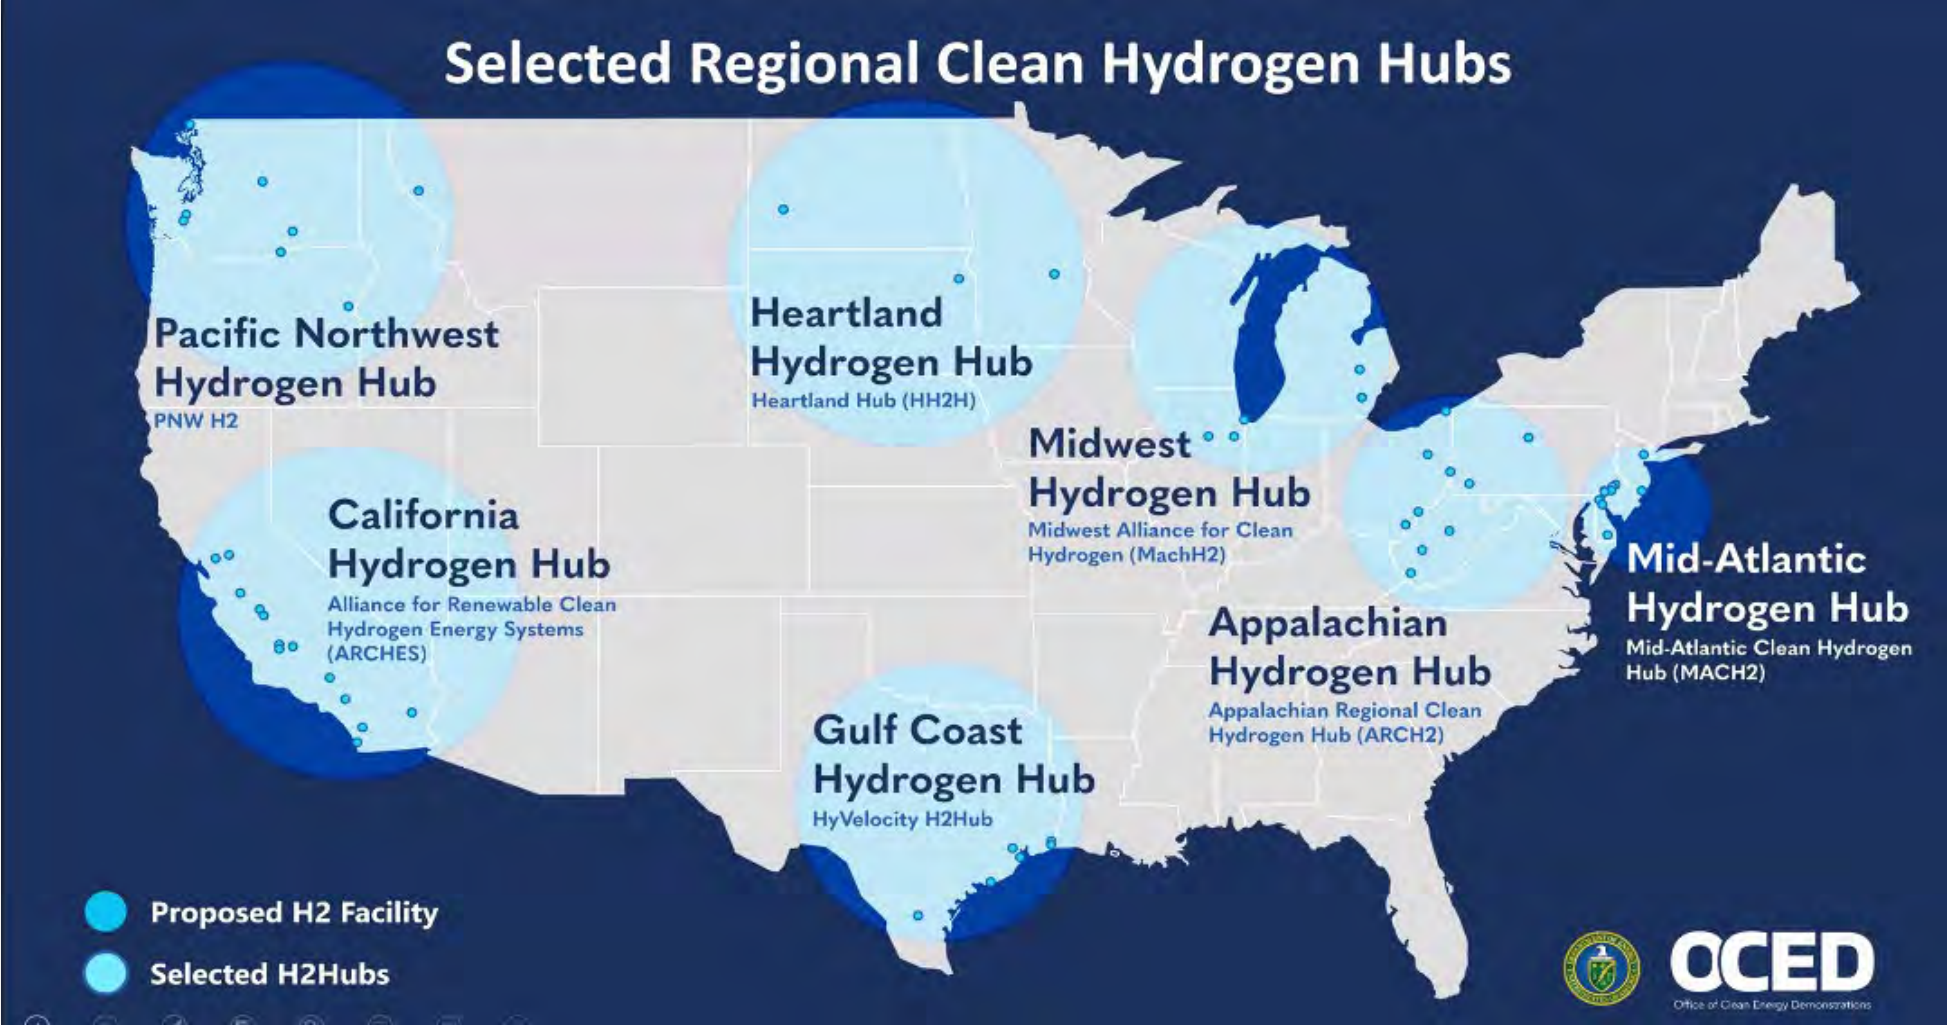 Selected Regional Clean Hydrogen Hubs
Pacific Northwest
Hydrogen Hub
PNW H2
Heartland
Hydrogen Hub
Heartland Hub (HH2H)
Midwest
Hydrogen Hub
Midwest Alliance for Clean
Hydrogen (MachH2)
California
Hydrogen Hub
Alliance for Renewable Clean
Hydrogen Energy Systems
(ARCHES)
Mid-Atlantic
Hydrogen Hub
Mid-Atlantic Clean Hydrogen
Hub (MACH2)
Appalachian
Hydrogen Hub
Appalachian Regional Clean
Hydrogen Hub (ARCH2)
Gulf Coast
Hydrogen Hub
HyVelocity H2Hub
Proposed H2 Facility
Selected H2Hubs
OCED
Office of Clean Energy Demonstrations